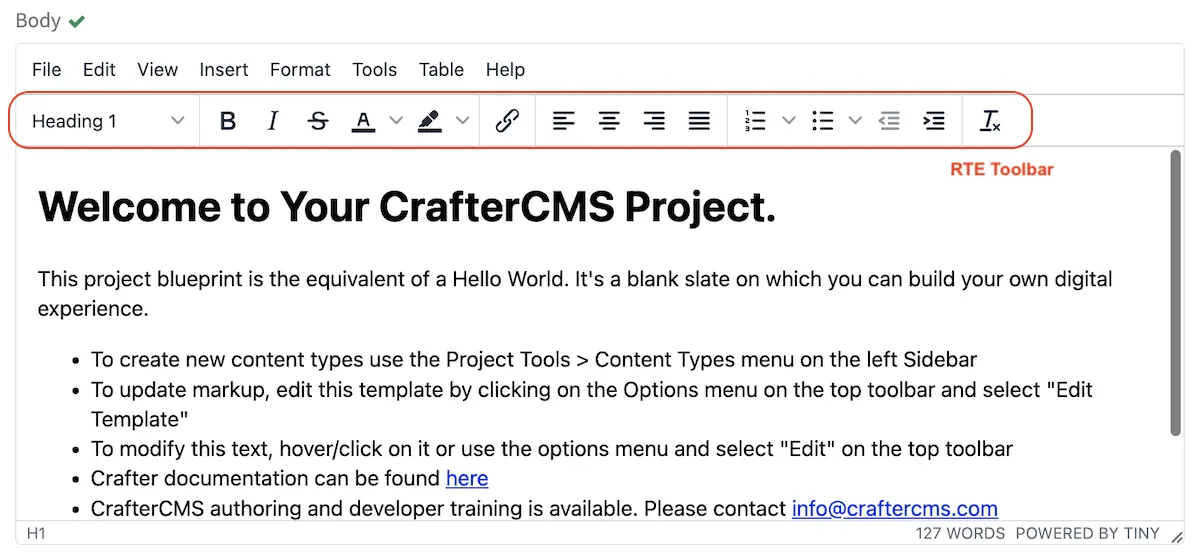 Body
File Edit View Insert Format Tools Table Help
Heading 1 B I S A
RTE Toolbar
Welcome to Your CrafterCMS Project.
This project blueprint is the equivalent of a Hello World. It's a blank slate on which you can build your own digital
experience.
• To create new content types use the Project Tools > Content Types menu on the left Sidebar
• To update markup, edit this template by clicking on the Options menu on the top toolbar and select "Edit
Template"
• To modify this text, hover/click on it or use the options menu and select "Edit" on the top toolbar
• Crafter documentation can be found here
• CrafterCMS authoring and developer training is available. Please contact info@craftercms.com
H1 127 WORDS POWERED BY TINY